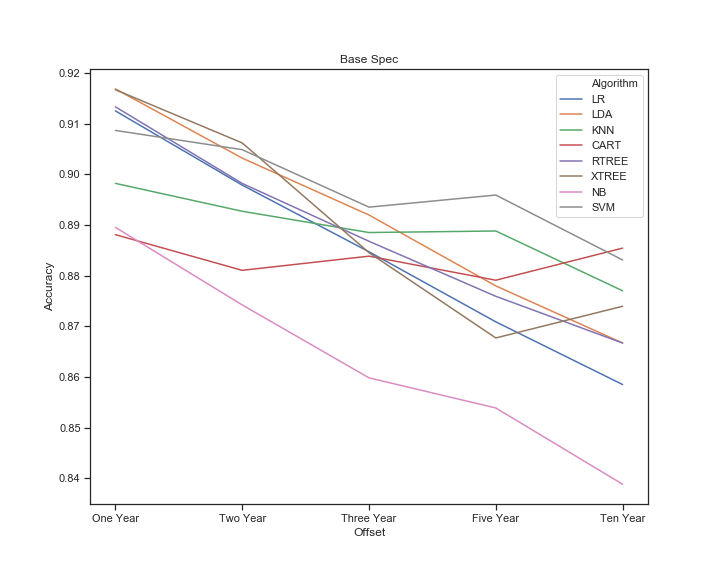 Base Spec
0.92
0.91
0.90
0.89
0.88
0.87
0.86
0.85
0.84
Accuracy
Algorithm
LR
LDA
KNN
CART
RTREE
XTREE
NB
SVM
One Year Two Year Three Year Five Year Ten Year
Offset